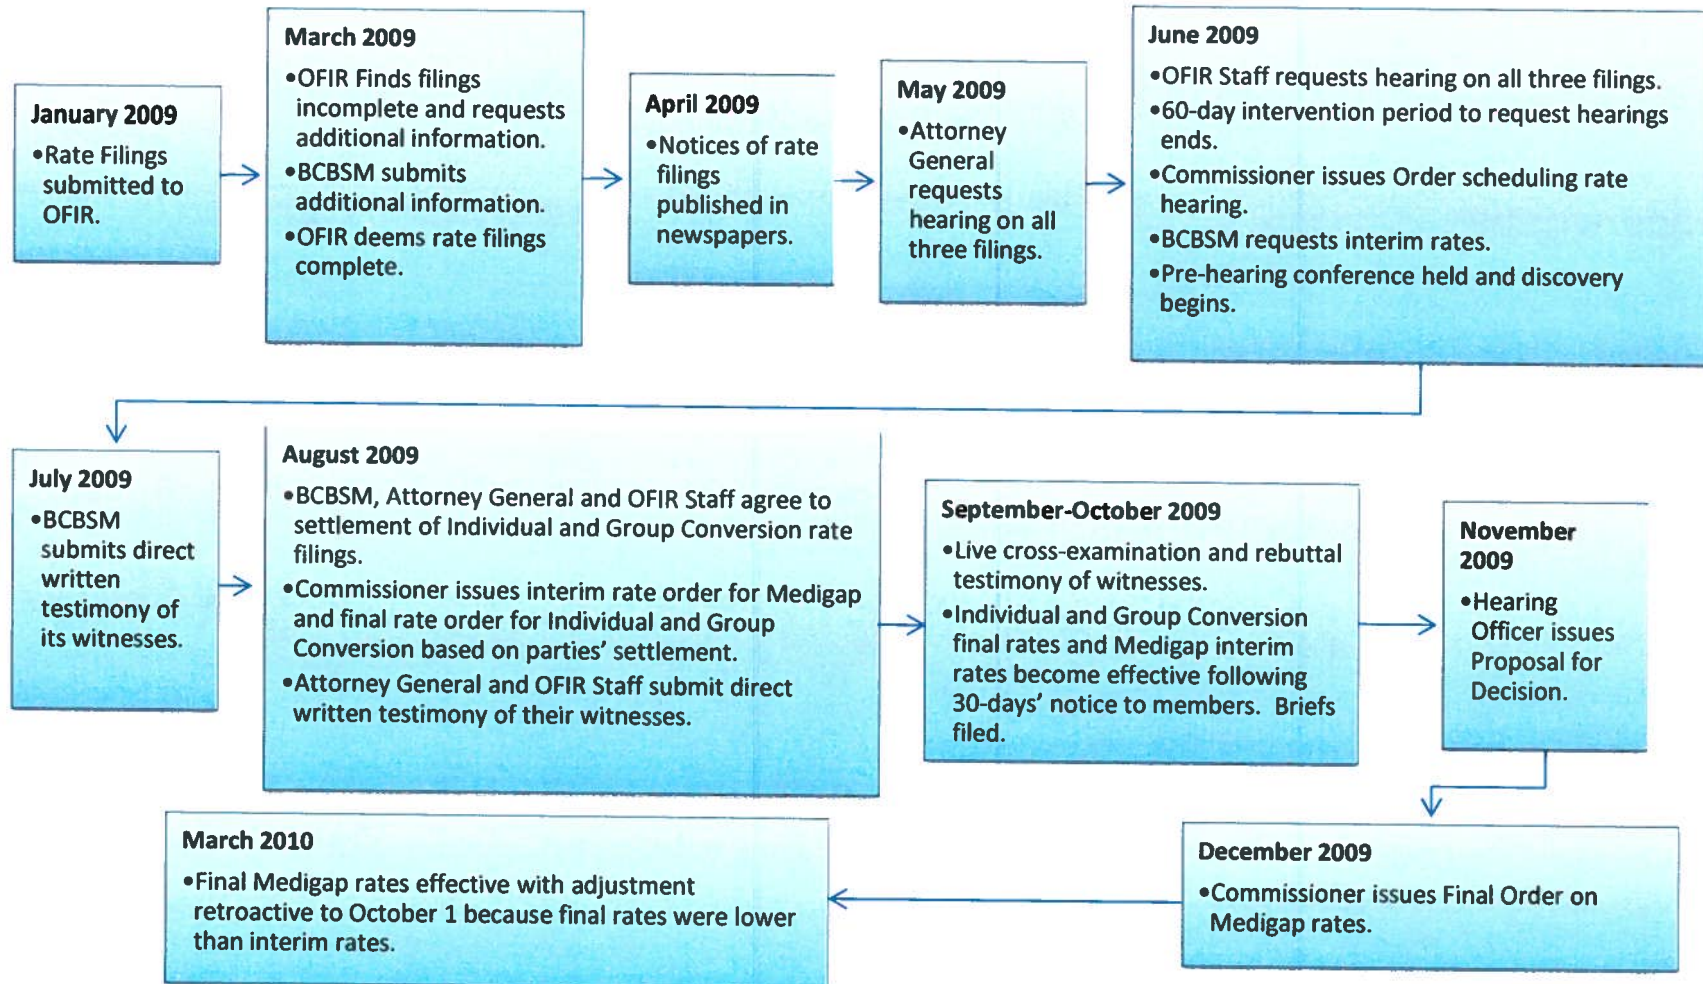 January 2009
•Rate Filings
submitted to
OFIR.
March 2009
•OFIR Finds filings
incomplete and requests
additional information.
•BCBSM submits
additional information.
•OFIR deems rate filings
complete.
April 2009
•Notices of rate
filings
published in
newspapers.
May 2009
•Attorney
General
requests
hearing on all
three filings.
June 2009
•OFIR Staff requests hearing on all three filings.
•60-day intervention period to request hearings
ends.
•Commissioner issues Order scheduling rate
hearing.
•BCBSM requests interim rates.
•Pre-hearing conference held and discovery
begins.
July 2009
•BCBSM
submits direct
written
testimony of
its witnesses.
August 2009
•BCBSM, Attorney General and OFIR Staff agree to
settlement of Individual and Group Conversion rate
filings.
•Commissioner issues interim rate order for Medigap
and final rate order for Individual and Group
Conversion based on parties' settlement.
•Attorney General and OFIR Staff submit direct
written testimony of their witnesses.
September-October 2009
•Live cross-examination and rebuttal
testimony of witnesses.
•Individual and Group Conversion
final rates and Medigap interim
rates become effective following
30-days' notice to members.  Briefs
filed.
November
2009
•Hearing
Officer issues
Proposal for
Decision.
December 2009
•Commissioner issues Final Order on
Medigap rates.
March 2010
•Final Medigap rates effective with adjustment
retroactive to October 1 because final rates were lower
than interim rates.